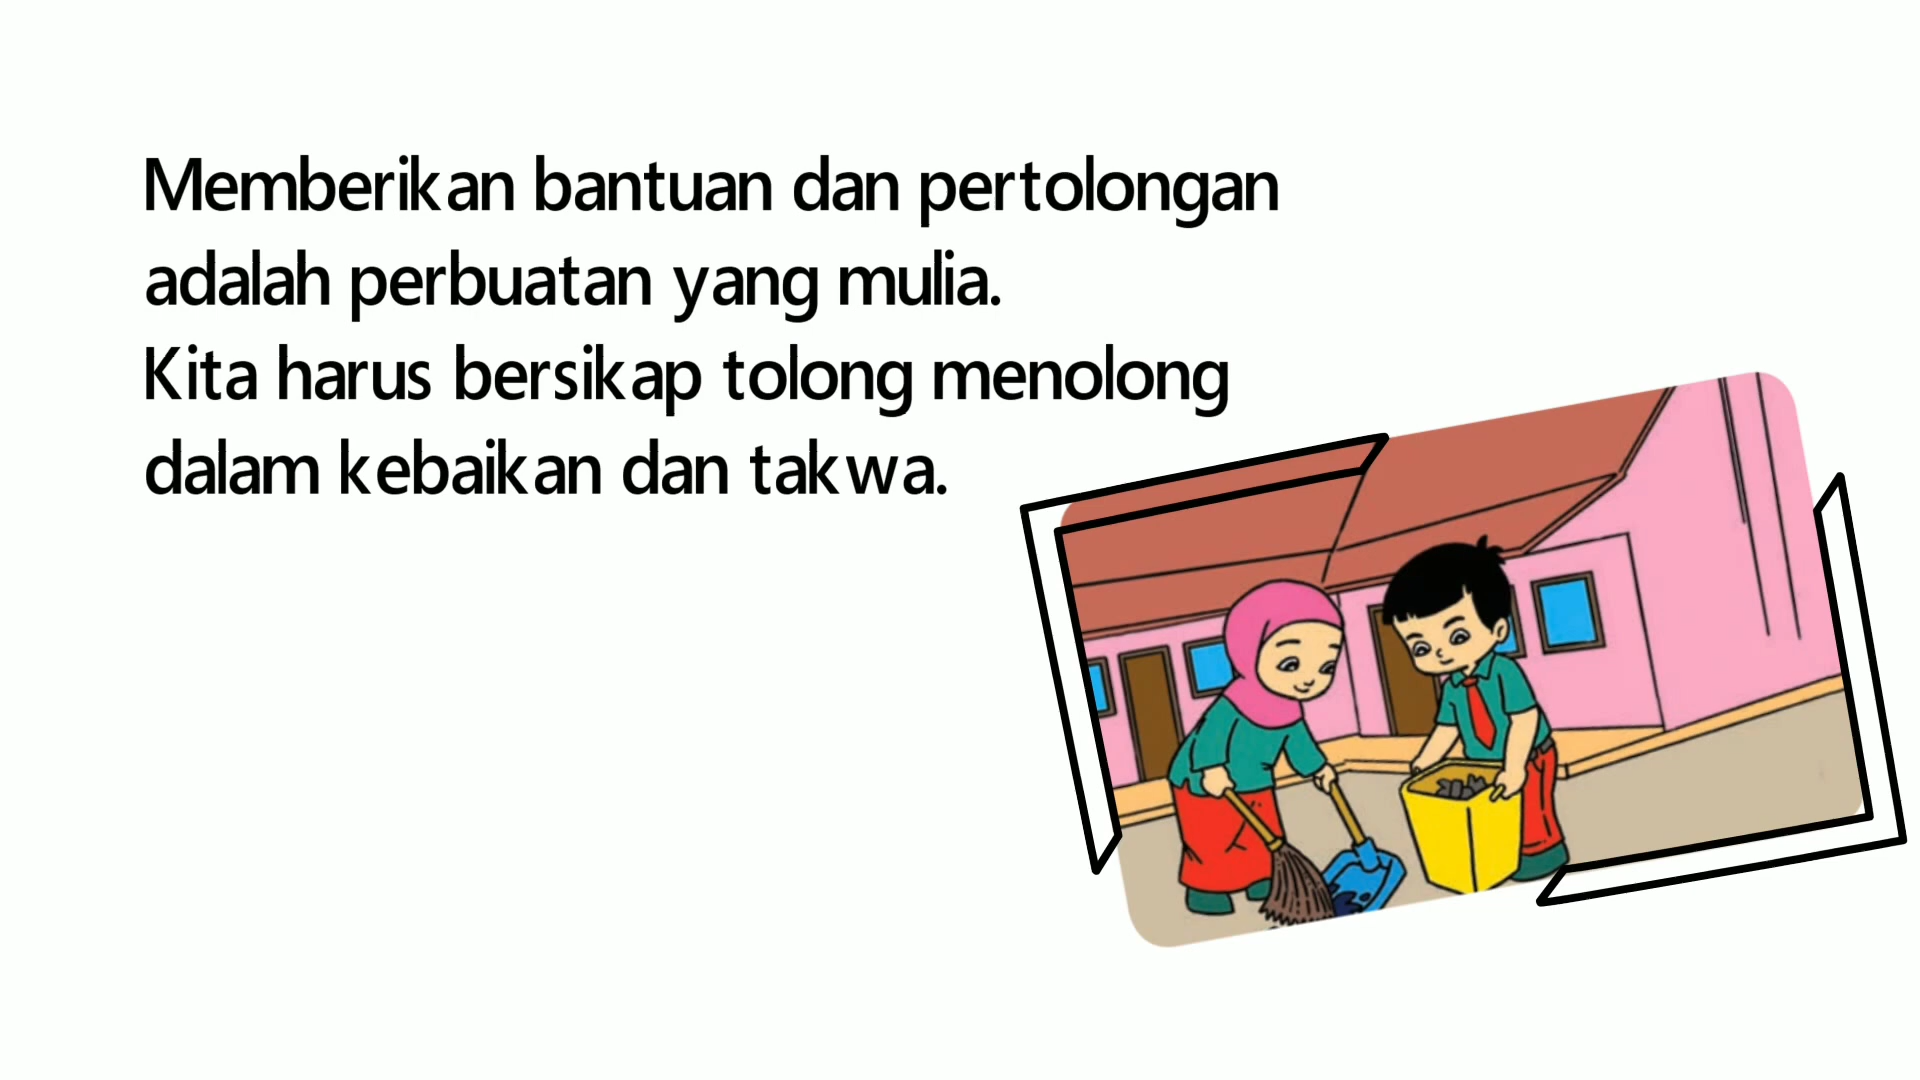 Memberikan bantuan dan pertolongan
adalah perbuatan yang mulia.
Kita harus bersikap tolong menolong
dalam kebaikan dan takwa.